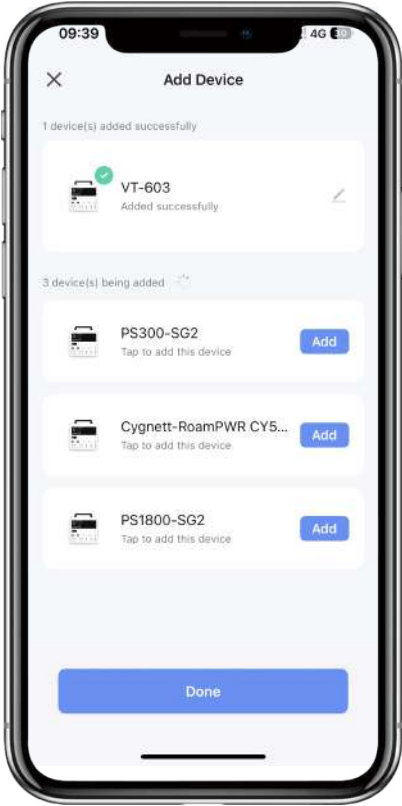 09:39
4G
Add Device
1 device(s) added successfully
VT-603
Added successfully
3 device(s) being added
PS300-SG2
Tap to add this device
Add
Cygnett-RoamPWR CY5...
Tap to add this device
Add
PS1800-SG2
Tap to add this device
Add
Done